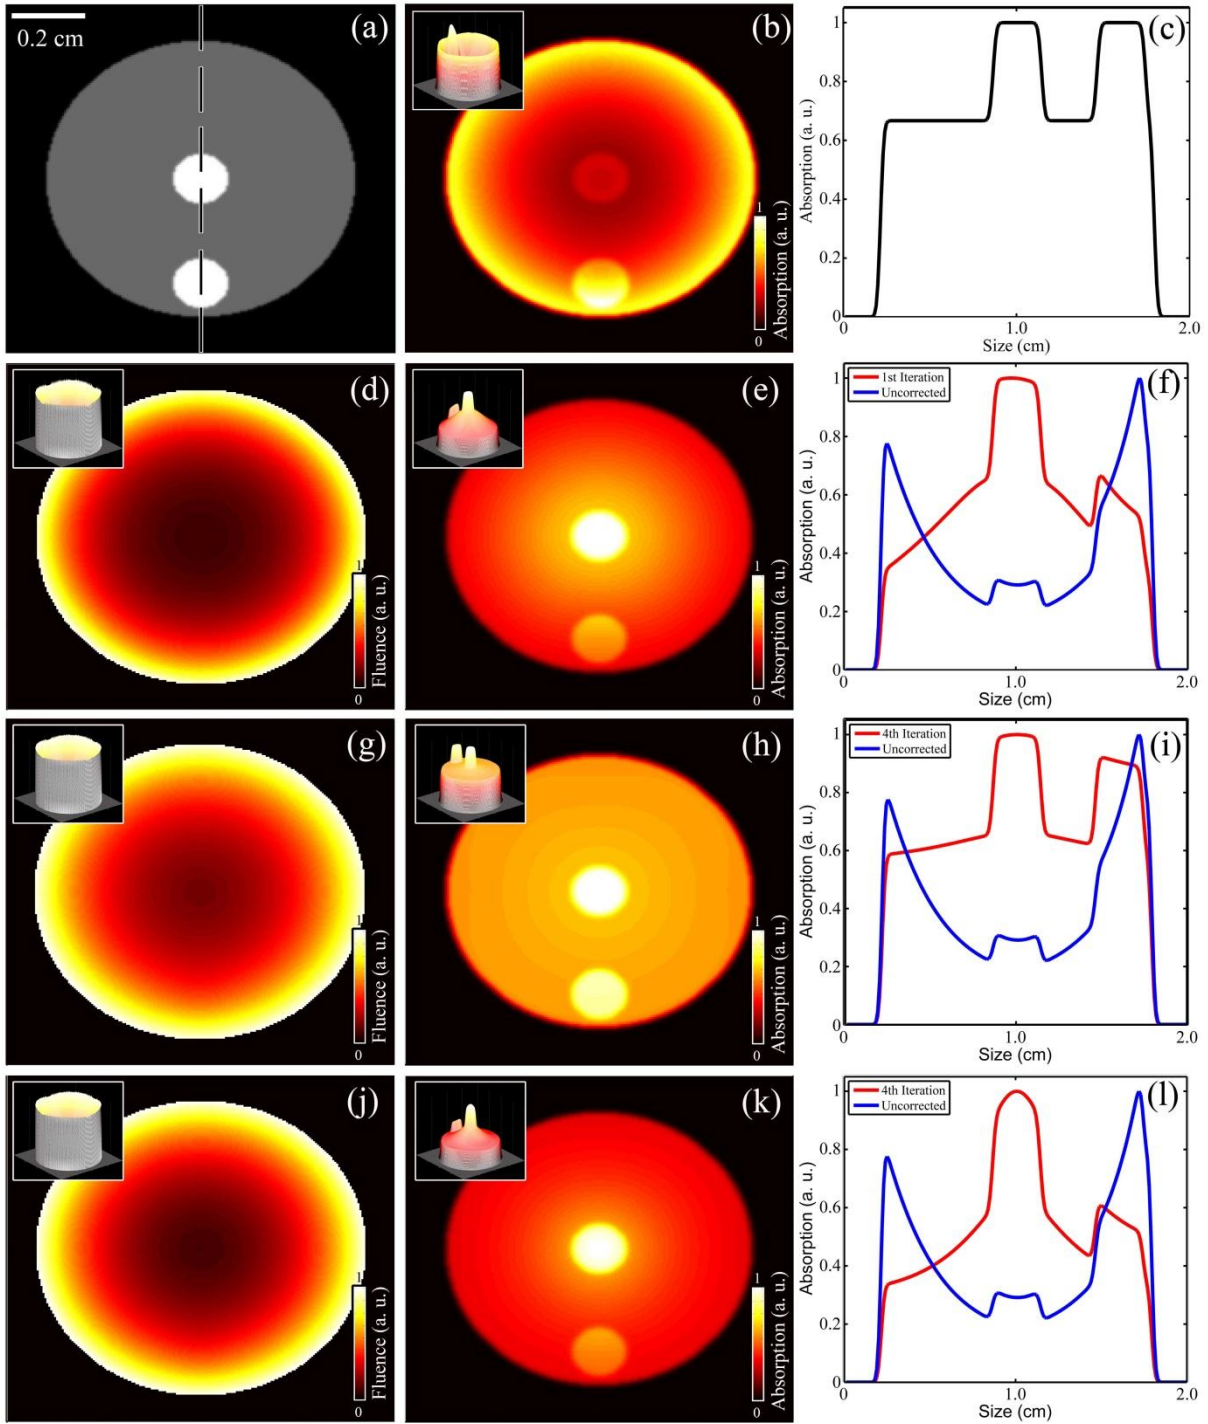 0.2 cm
(a)
(b)
1
Absorption (a. u.)
0
(c)
Absorption (a. u.)
1
0.8
0.6
0.4
0.2
0
0
1.0
2.0
Size (cm)
(d)
1
Fluence (a. u.)
0
(e)
1
Absorption (a. u.)
0
(f)
1st Iteration
Uncorrected
Absorption (a. u.)
1
0.8
0.6
0.4
0.2
0
0
1.0
2.0
Size (cm)
(g)
1
Fluence (a. u.)
0
(h)
1
Absorption (a. u.)
0
(i)
4th Iteration
Uncorrected
Absorption (a. u.)
1
0.8
0.6
0.4
0.2
0
0
1.0
2.0
Size (cm)
(j)
1
Fluence (a. u.)
0
(k)
1
Absorption (a. u.)
0
(l)
4th Iteration
Uncorrected
Absorption (a. u.)
1
0.8
0.6
0.4
0.2
0
0
1.0
2.0
Size (cm)